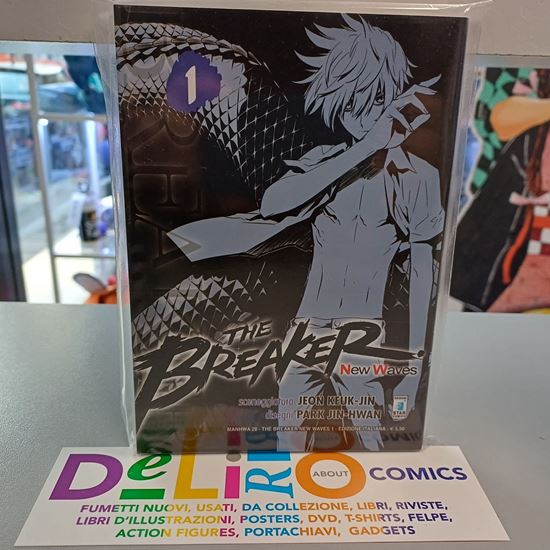 1
THE
BREAKER
New Waves
sceneggiatura JEON KEUK-JIN
disegni PARK JIN-HWAN
STAR
MANHWA 28 - THE BREAKER NEW WAVES 1 - EDIZIONE ITALIANA - € 5,50
DeLiRiO ABOUT COMICS
FUMETTI NUOVI, USATI, DA COLLEZIONE, LIBRI, RIVISTE,
LIBRI D'ILLUSTRAZIONI, POSTERS, DVD, T-SHIRTS, FELPE,
ACTION FIGURES, PORTACHIAVI, GADGETS